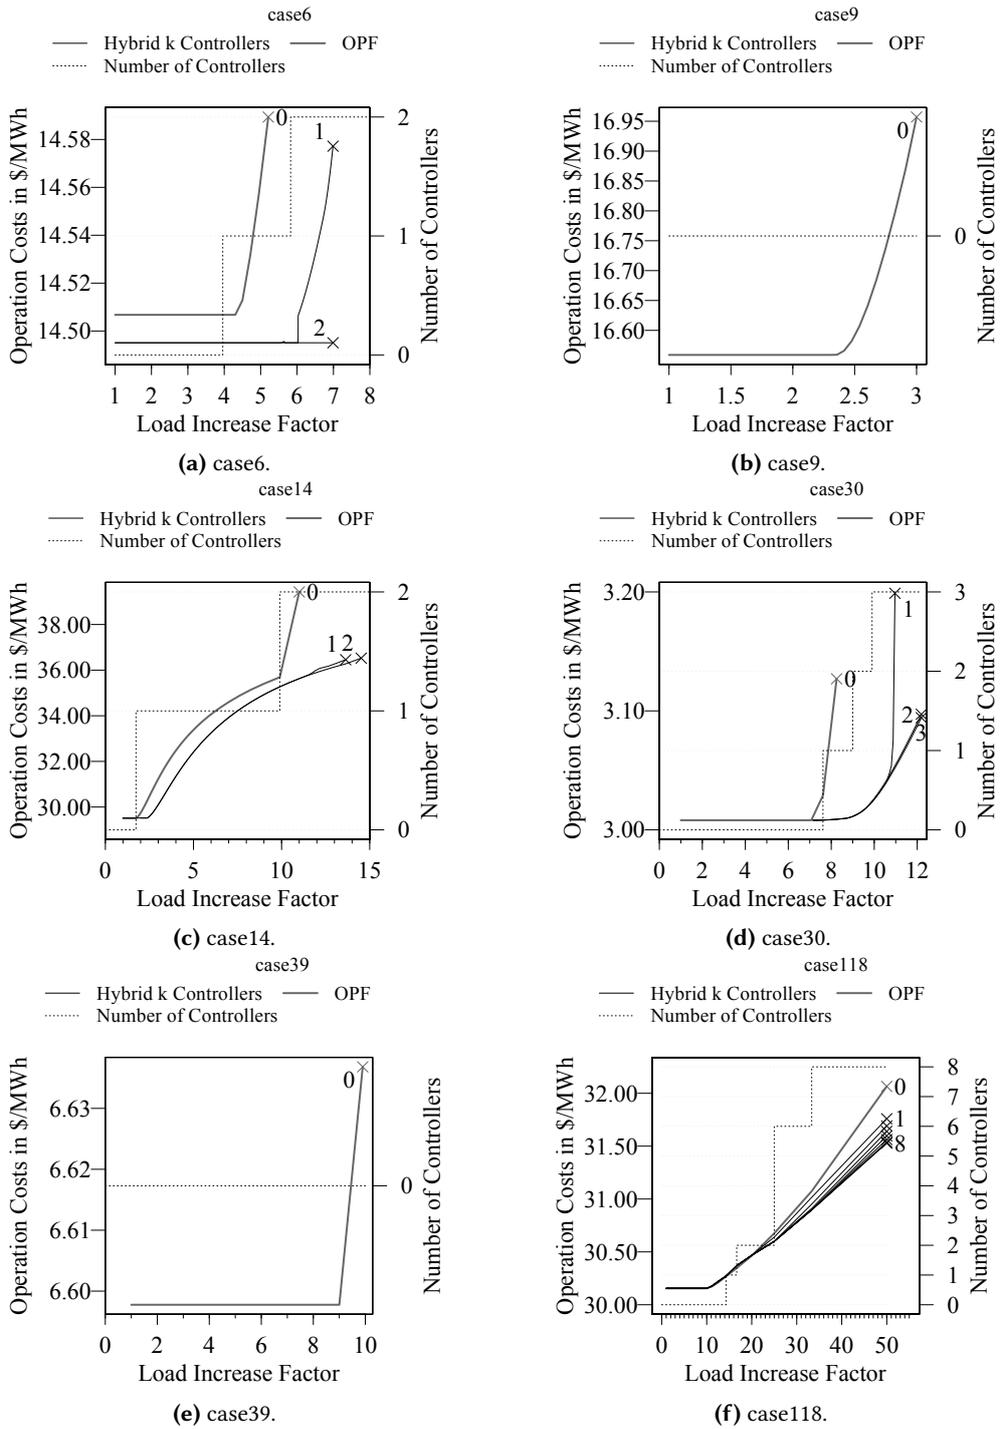 case6
Hybrid k Controllers OPF
Number of Controllers
Operation Costs in $/MWh
14.58
14.56
14.54
14.52
14.50
0
1
2
2
1
0
Number of Controllers
1 2 3 4 5 6 7 8
Load Increase Factor
(a) case6.
case9
Hybrid k Controllers OPF
Number of Controllers
Operation Costs in $/MWh
16.95
16.90
16.85
16.80
16.75
16.70
16.65
16.60
0
0
Number of Controllers
1 1.5 2 2.5 3
Load Increase Factor
(b) case9.
case14
Hybrid k Controllers OPF
Number of Controllers
Operation Costs in $/MWh
38.00
36.00
34.00
32.00
30.00
0
1 2
2
1
0
Number of Controllers
0 5 10 15
Load Increase Factor
(c) case14.
case30
Hybrid k Controllers OPF
Number of Controllers
Operation Costs in $/MWh
3.20
3.10
3.00
0
1
2
3
3
2
1
0
Number of Controllers
0 2 4 6 8 10 12
Load Increase Factor
(d) case30.
case39
Hybrid k Controllers OPF
Number of Controllers
Operation Costs in $/MWh
6.63
6.62
6.61
6.60
0
0
Number of Controllers
0 2 4 6 8 10
Load Increase Factor
(e) case39.
case118
Hybrid k Controllers OPF
Number of Controllers
Operation Costs in $/MWh
32.00
31.50
31.00
30.50
30.00
0
1
8
8
7
6
5
4
3
2
1
0
Number of Controllers
0 10 20 30 40 50
Load Increase Factor
(f) case118.